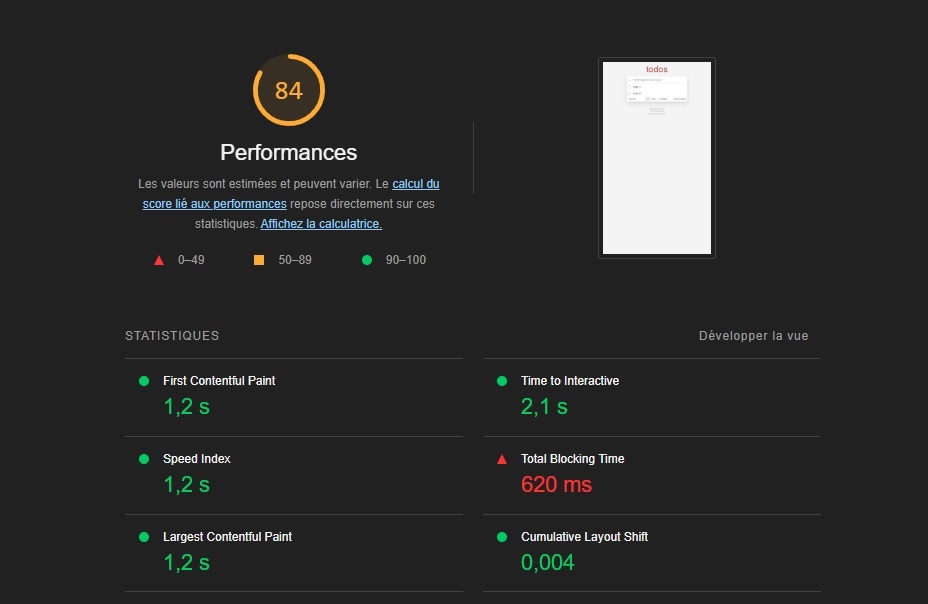 84
Performances
Les valeurs sont estimées et peuvent varier. Le calcul du
score lié aux performances repose directement sur ces
statistiques. Affichez la calculatrice.
0–49
50–89
90–100
todos
STATISTIQUES
Développer la vue
First Contentful Paint
1,2 s
Time to Interactive
2,1 s
Speed Index
1,2 s
Total Blocking Time
620 ms
Largest Contentful Paint
1,2 s
Cumulative Layout Shift
0,004